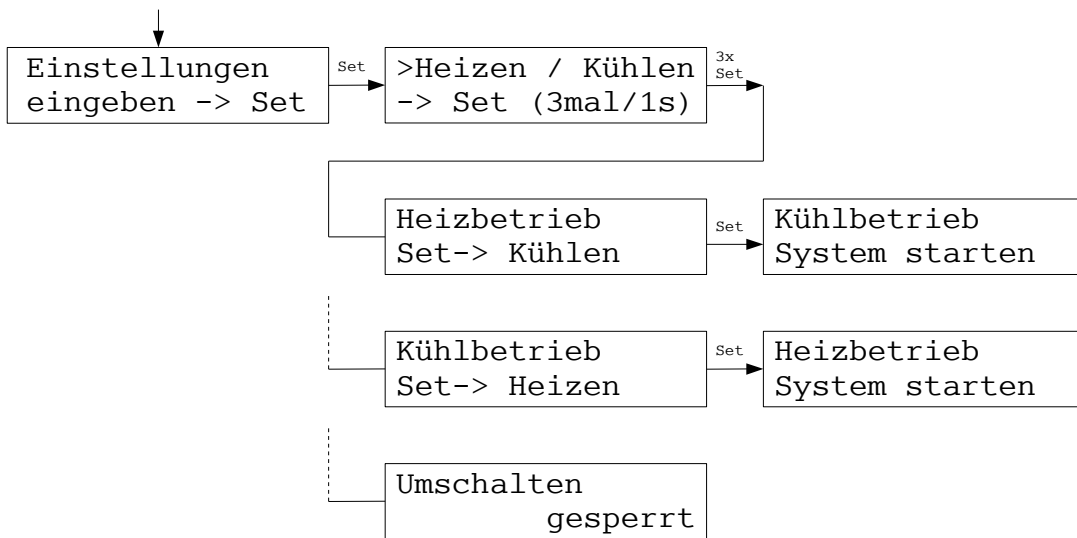 Einstellungen
eingeben -> Set
Set
>Heizen / Kühlen
-> Set (3mal/1s)
3x
Set
Heizbetrieb
Set-> Kühlen
Set
Kühlbetrieb
System starten
Kühlbetrieb
Set-> Heizen
Set
Heizbetrieb
System starten
Umschalten
gesperrt